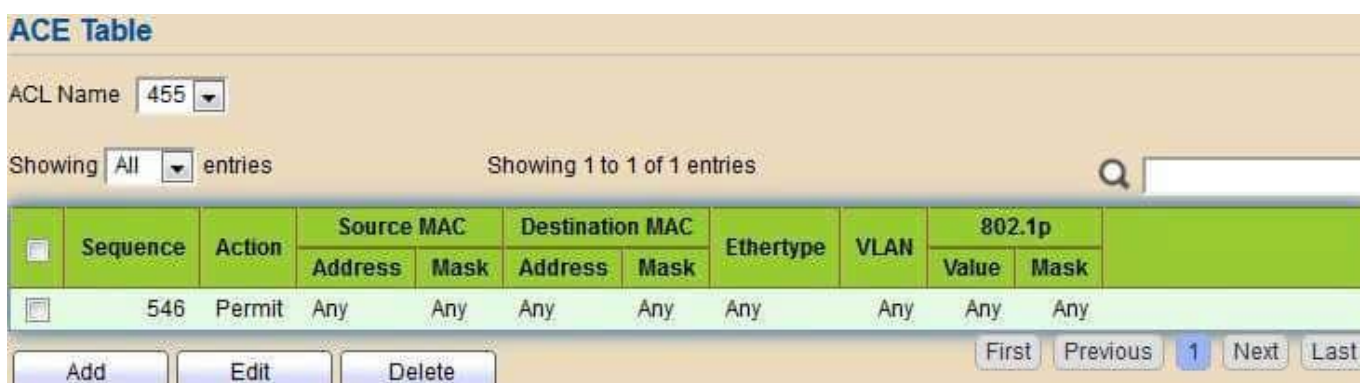 ACE Table
ACL Name 455
Showing All entries Showing 1 to 1 of 1 entries
Sequence Action Source MAC Destination MAC Ethertype VLAN 802.1p
Address Mask Address Mask Value Mask
546 Permit Any Any Any Any Any Any Any Any
First Previous 1 Next Last
Add Edit Delete